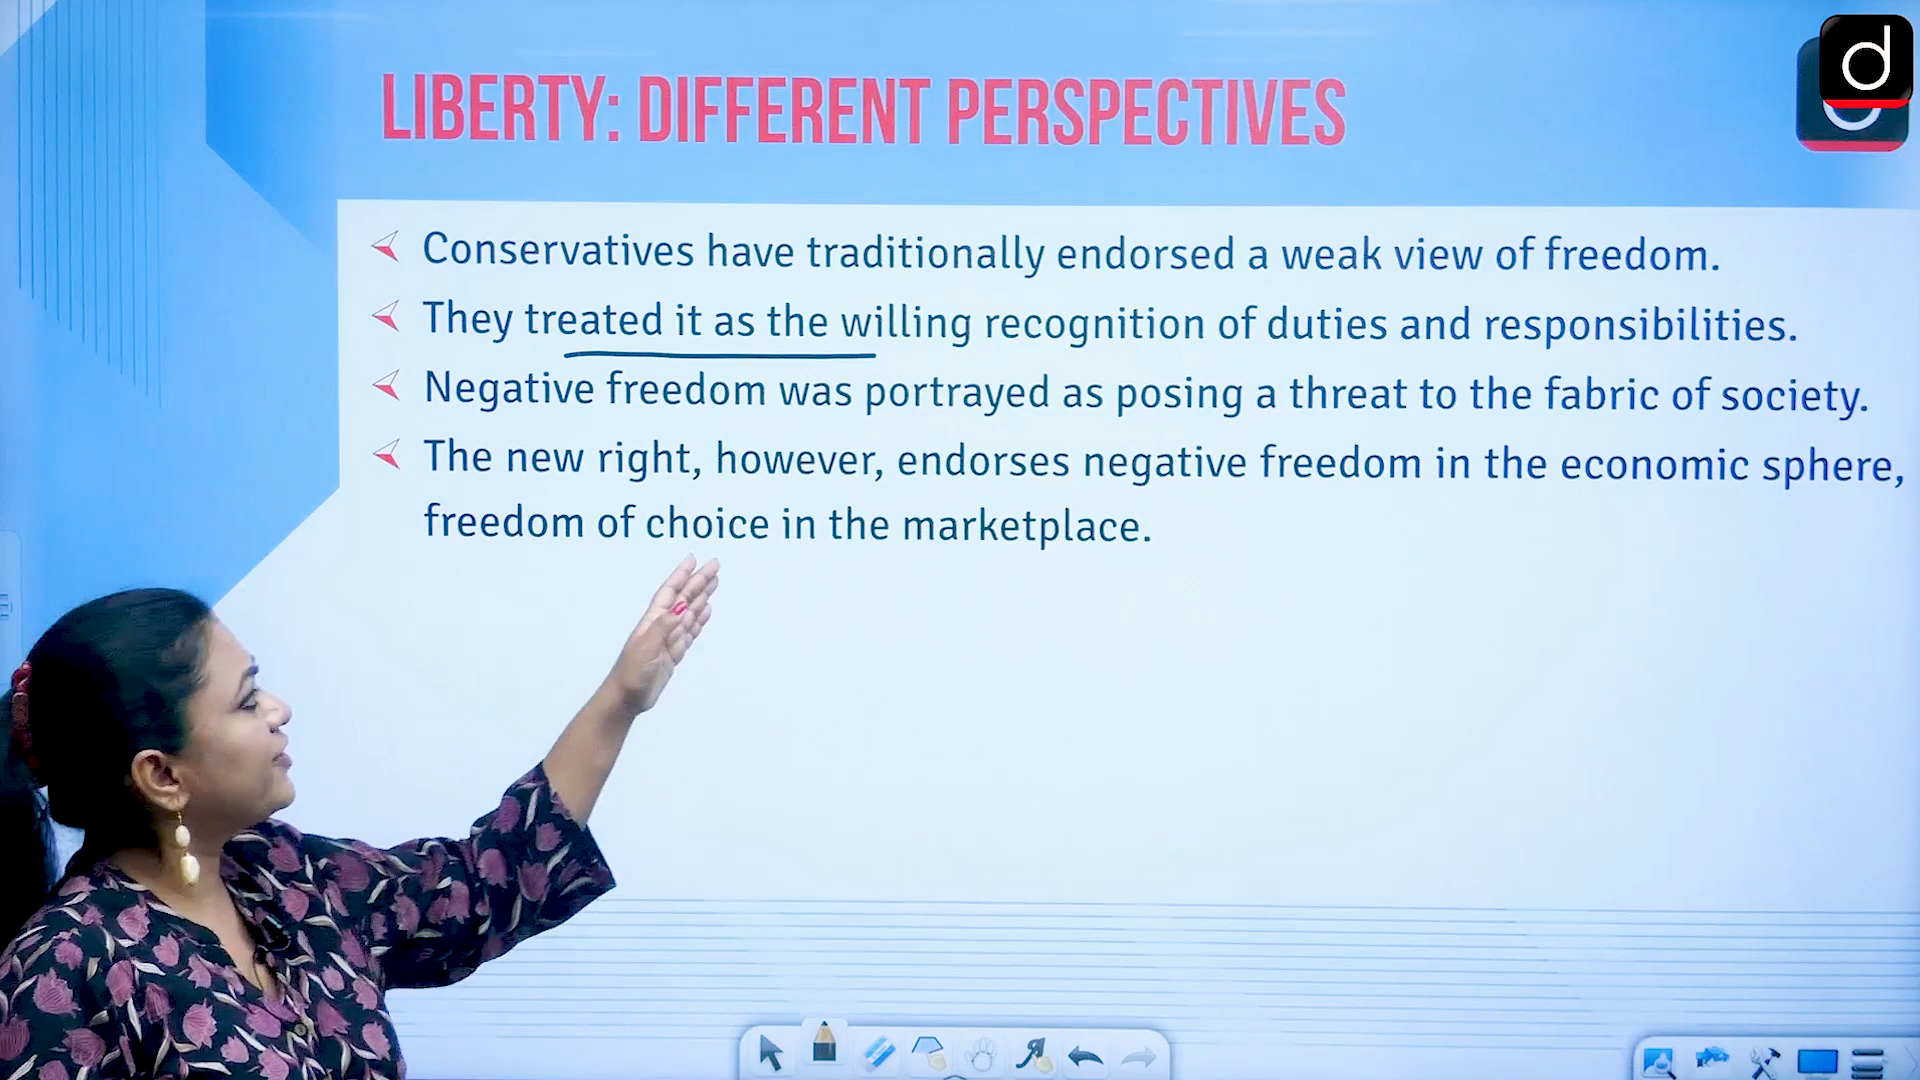 LIBERTY: DIFFERENT PERSPECTIVES
d
Conservatives have traditionally endorsed a weak view of freedom.
They treated it as the willing recognition of duties and responsibilities.
Negative freedom was portrayed as posing a threat to the fabric of society.
The new right, however, endorses negative freedom in the economic sphere,
freedom of choice in the marketplace.